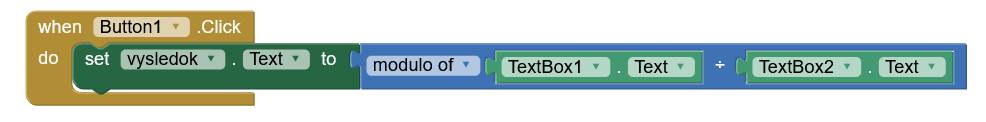 when Button1 .Click
do set vysledok . Text to modulo of TextBox1 . Text ÷ TextBox2 . Text